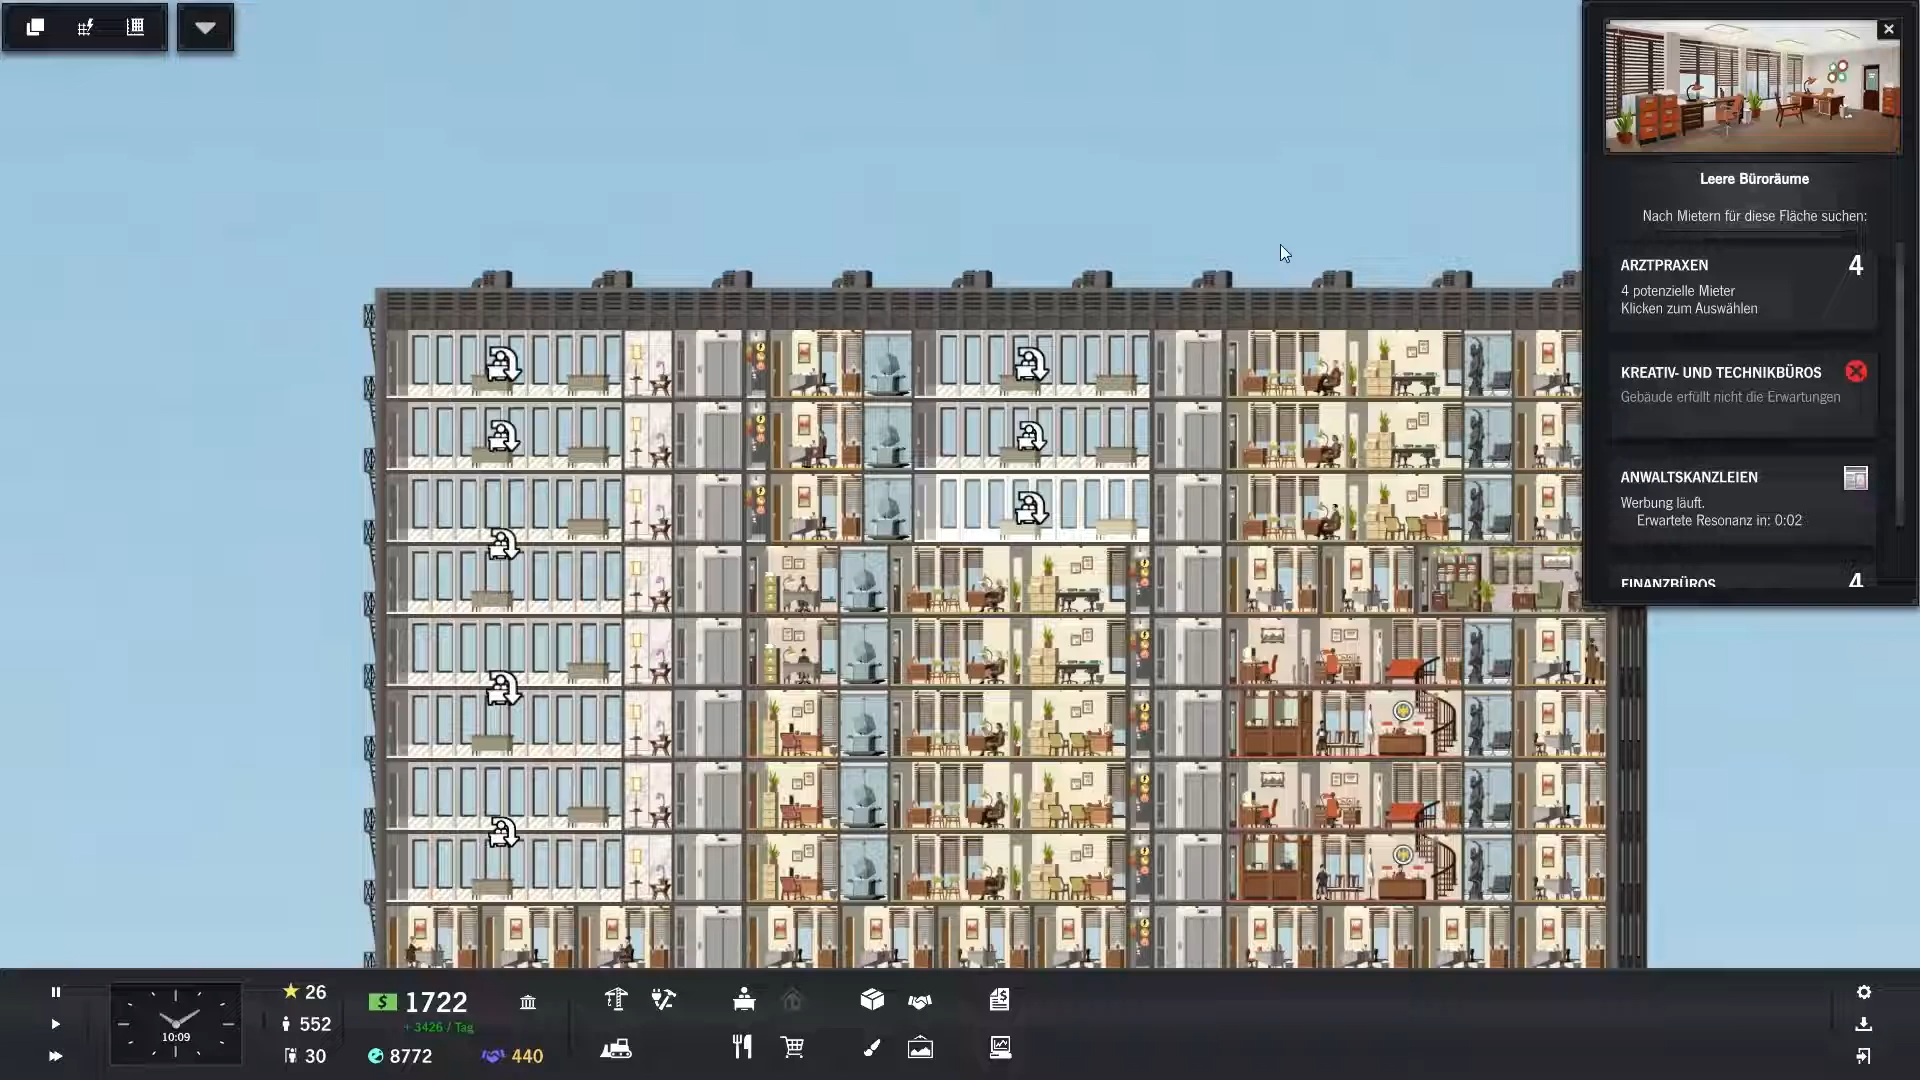 Leere Büroräume
Nach Mietern für diese Fläche suchen:
ARZTPRAXEN 4
4 potenzielle Mieter
Klicken zum Auswählen
KREATIV- UND TECHNIKBÜROS
Gebäude erfüllt nicht die Erwartungen
ANWALTSKANZLEIEN
Werbung läuft.
Erwartete Resonanz in: 0:02
FINANZBÜROS 4
10:09
26
552
30
$ 1722
+ 3426 / Tag
8772
440